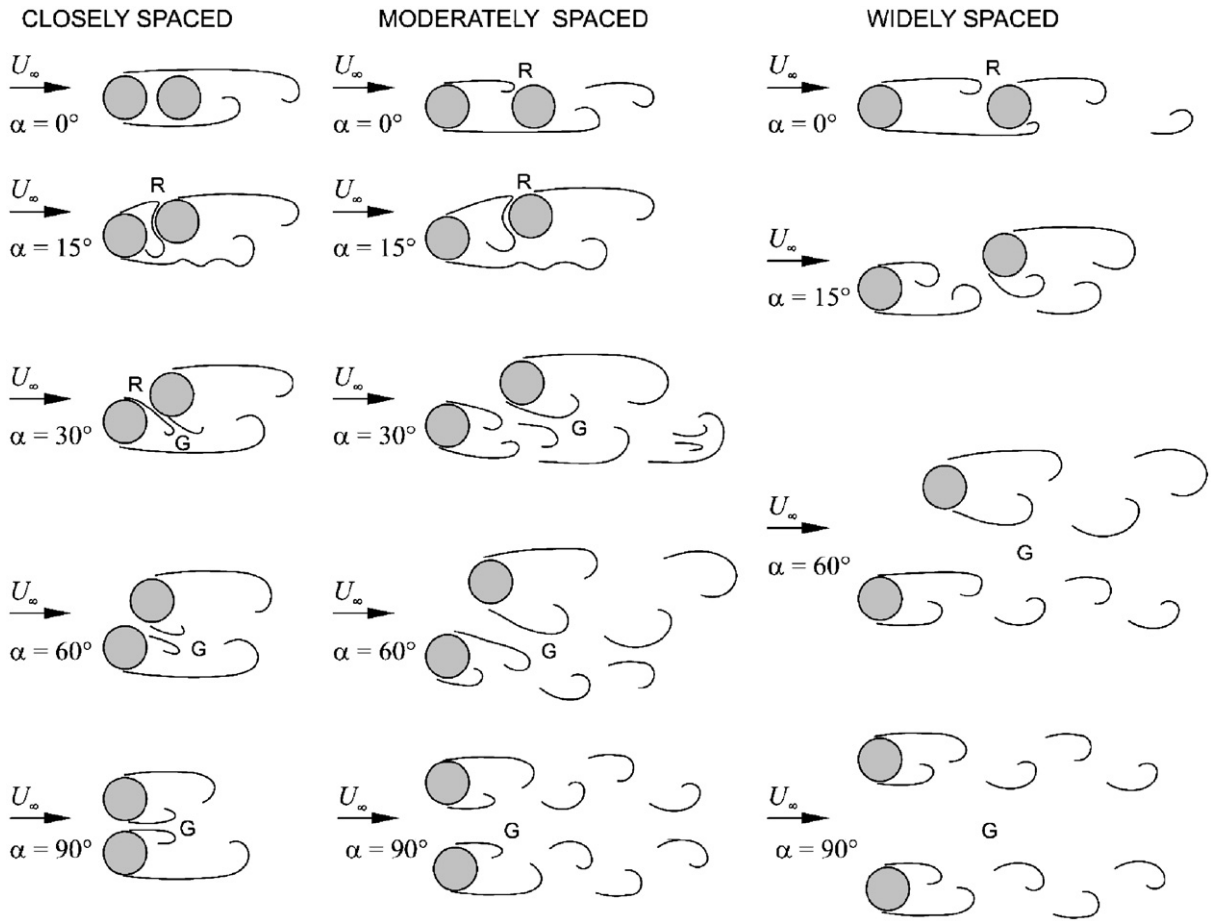 CLOSELY SPACED
U∞
α = 0°
U∞
R
α = 15°
U∞
R
α = 30°
G
U∞
α = 60°
G
U∞
α = 90°
G
MODERATELY SPACED
U∞
R
α = 0°
U∞
R
α = 15°
U∞
α = 30°
G
U∞
α = 60°
G
U∞
α = 90°
G
WIDELY SPACED
U∞
R
α = 0°
U∞
α = 15°
U∞
α = 60°
G
U∞
α = 90°
G